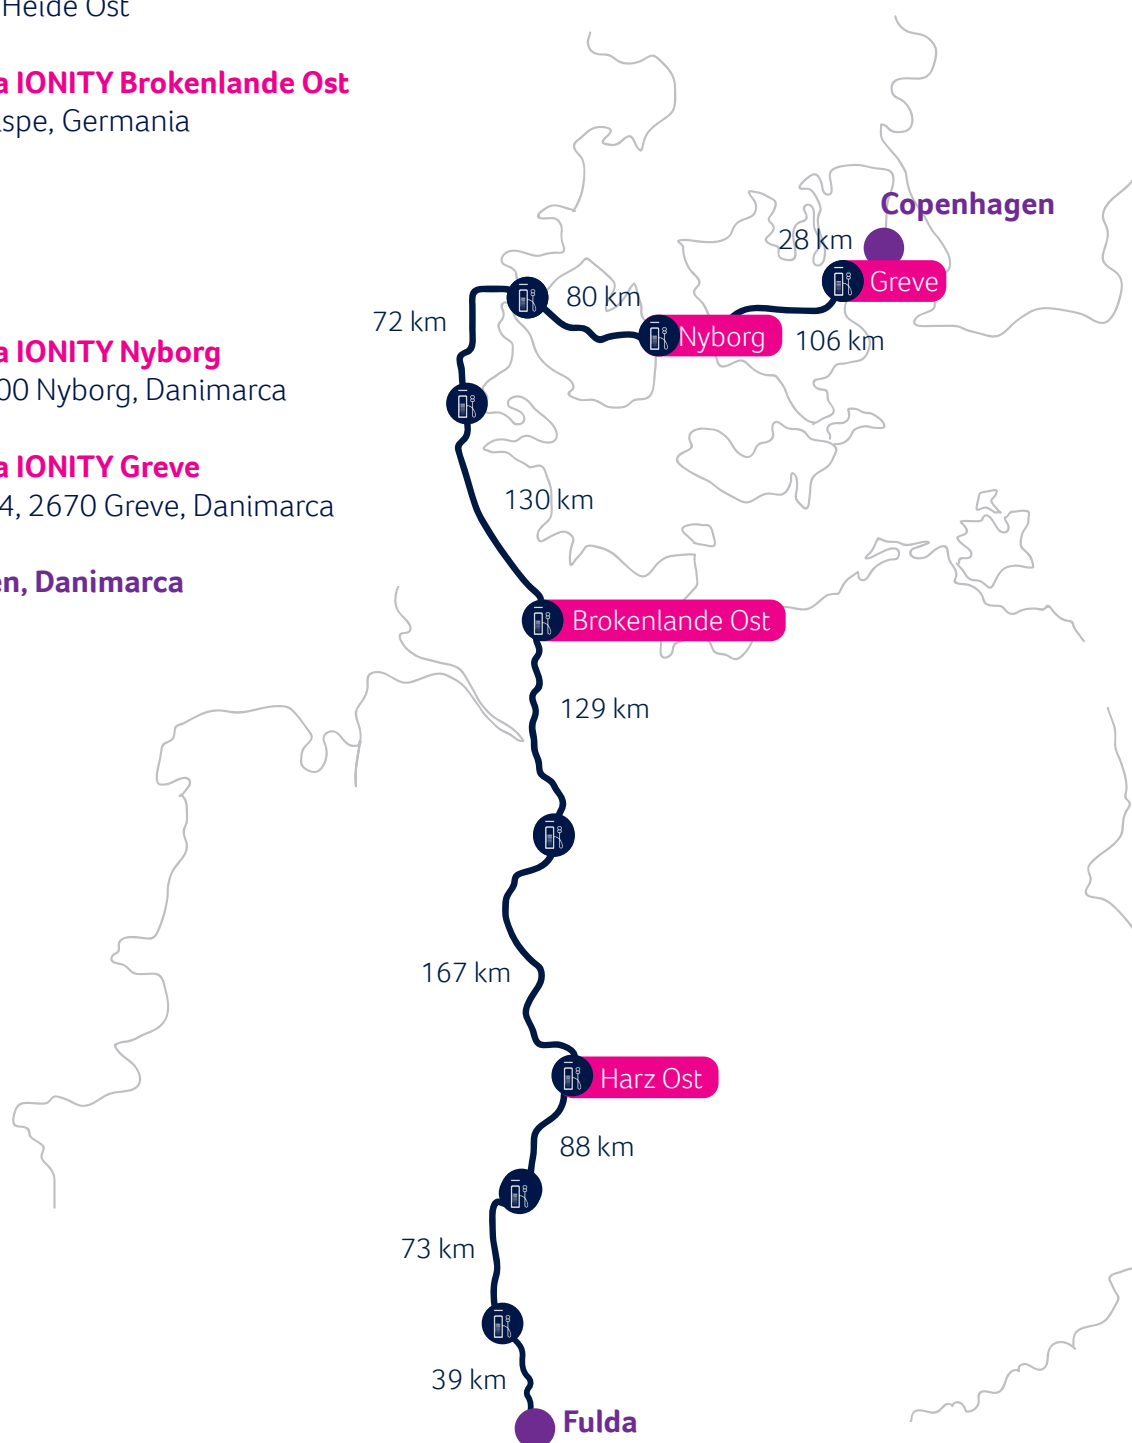 Heide Ost
a IONITY Brokenlande Ost
spe, Germania
a IONITY Nyborg
00 Nyborg, Danimarca
a IONITY Greve
4, 2670 Greve, Danimarca
en, Danimarca
Copenhagen
28 km
Greve
80 km
72 km
Nyborg
106 km
130 km
Brokenlande Ost
129 km
167 km
Harz Ost
88 km
73 km
39 km
Fulda